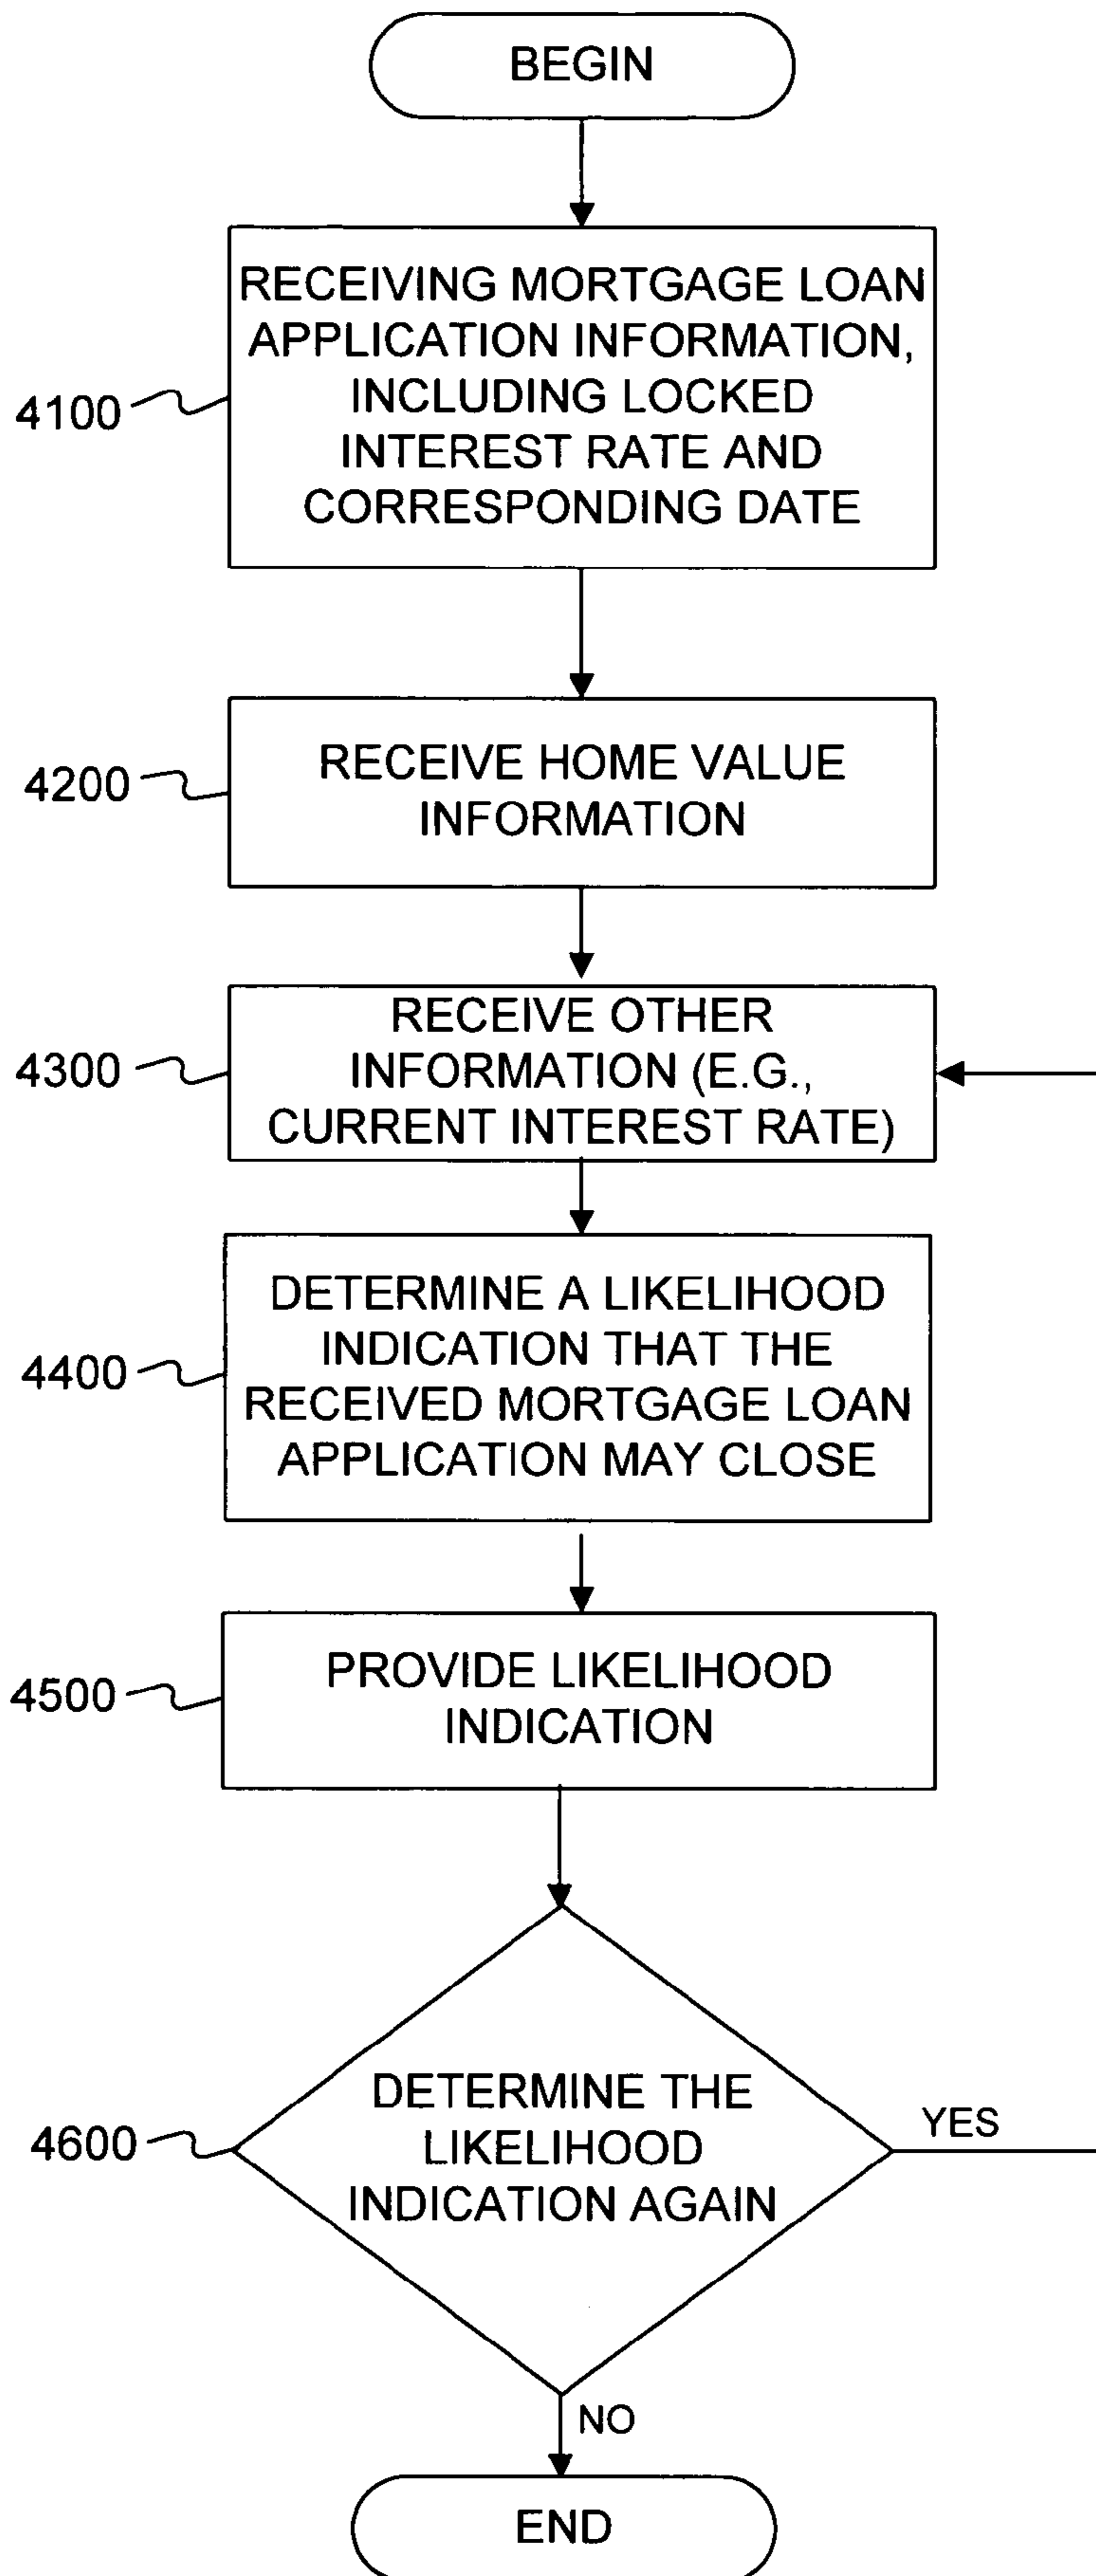 BEGIN
RECEIVING MORTGAGE LOAN
APPLICATION INFORMATION,
INCLUDING LOCKED
INTEREST RATE AND
CORRESPONDING DATE
4100
RECEIVE HOME VALUE
INFORMATION
4200
RECEIVE OTHER
INFORMATION (E.G.,
CURRENT INTEREST RATE)
4300
DETERMINE A LIKELIHOOD
INDICATION THAT THE
RECEIVED MORTGAGE LOAN
APPLICATION MAY CLOSE
4400
PROVIDE LIKELIHOOD
INDICATION
4500
DETERMINE THE
LIKELIHOOD
INDICATION AGAIN
4600
YES
NO
END